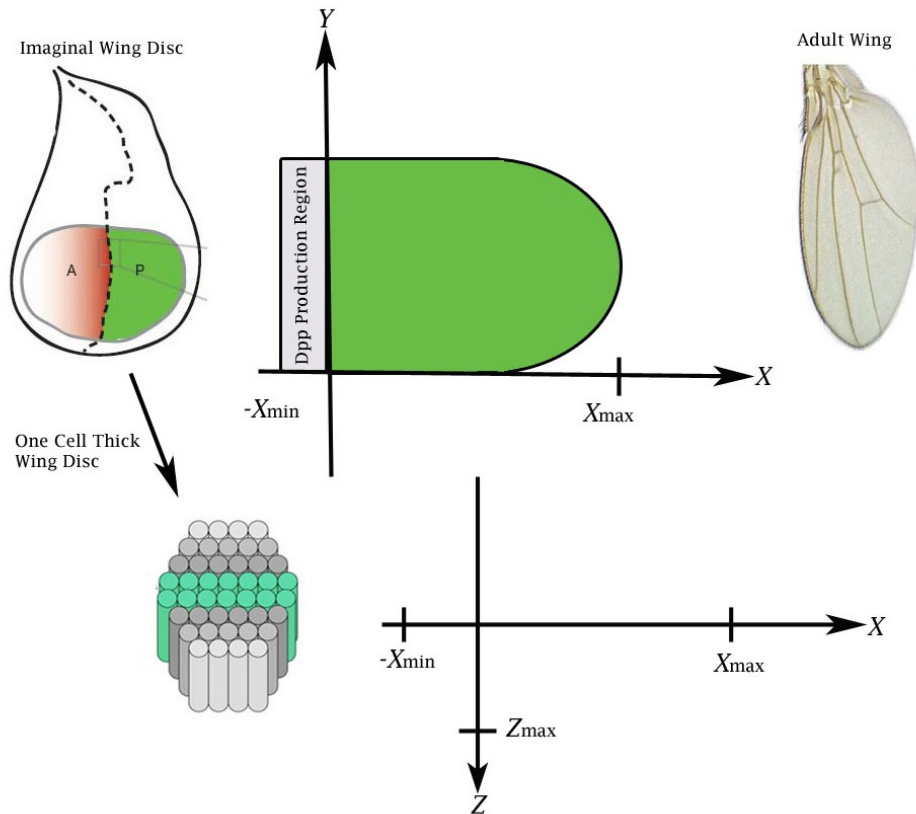 Y
Imaginal Wing Disc
Adult Wing
A
P
Dpp Production Region
X
-Xmin
Xmax
One Cell Thick
Wing Disc
X
-Xmin
Xmax
Zmax
Z